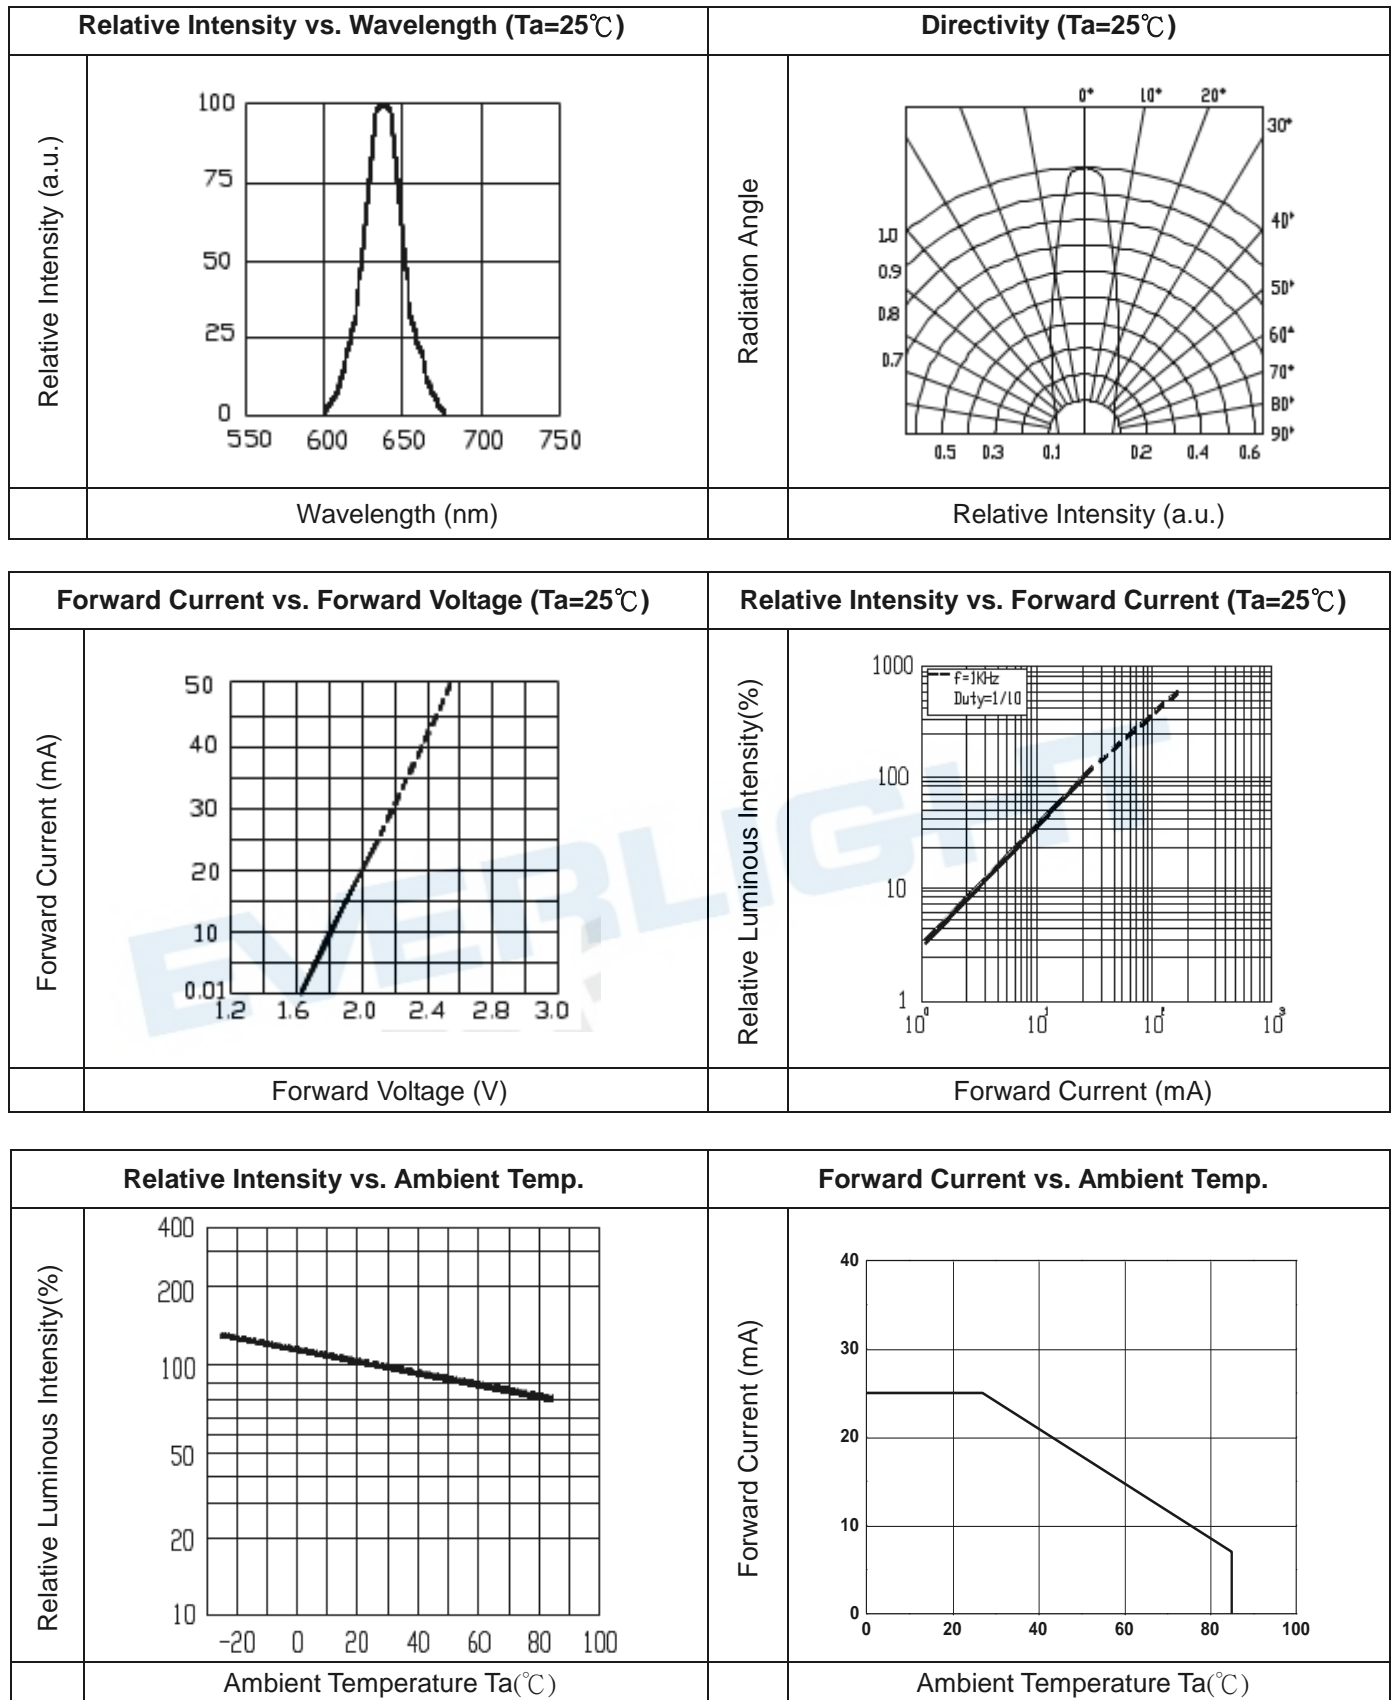 Relative Intensity vs. Wavelength (Ta=25℃)
Directivity (Ta=25℃)
Relative Intensity (a.u.)
100
75
50
25
0
550 600 650 700 750
Wavelength (nm)
Radiation Angle
0° 10° 20°
30°
40°
50°
60°
70°
80°
90°
1.0
0.9
0.8
0.7
0.5 0.3 0.1 0.2 0.4 0.6
Relative Intensity (a.u.)
Forward Current vs. Forward Voltage (Ta=25℃)
Relative Intensity vs. Forward Current (Ta=25℃)
Forward Current (mA)
50
40
30
20
10
0.01
1.2 1.6 2.0 2.4 2.8 3.0
Forward Voltage (V)
Relative Luminous Intensity(%)
1000
100
10
1
f=1KHz
Duty=1/10
10⁰ 10¹ 10² 10³
Forward Current (mA)
EVERLIGHT
Relative Intensity vs. Ambient Temp.
Forward Current vs. Ambient Temp.
Relative Luminous Intensity(%)
400
200
100
50
20
10
-20 0 20 40 60 80 100
Ambient Temperature Ta(℃)
Forward Current (mA)
40
30
20
10
0
0 20 40 60 80 100
Ambient Temperature Ta(℃)